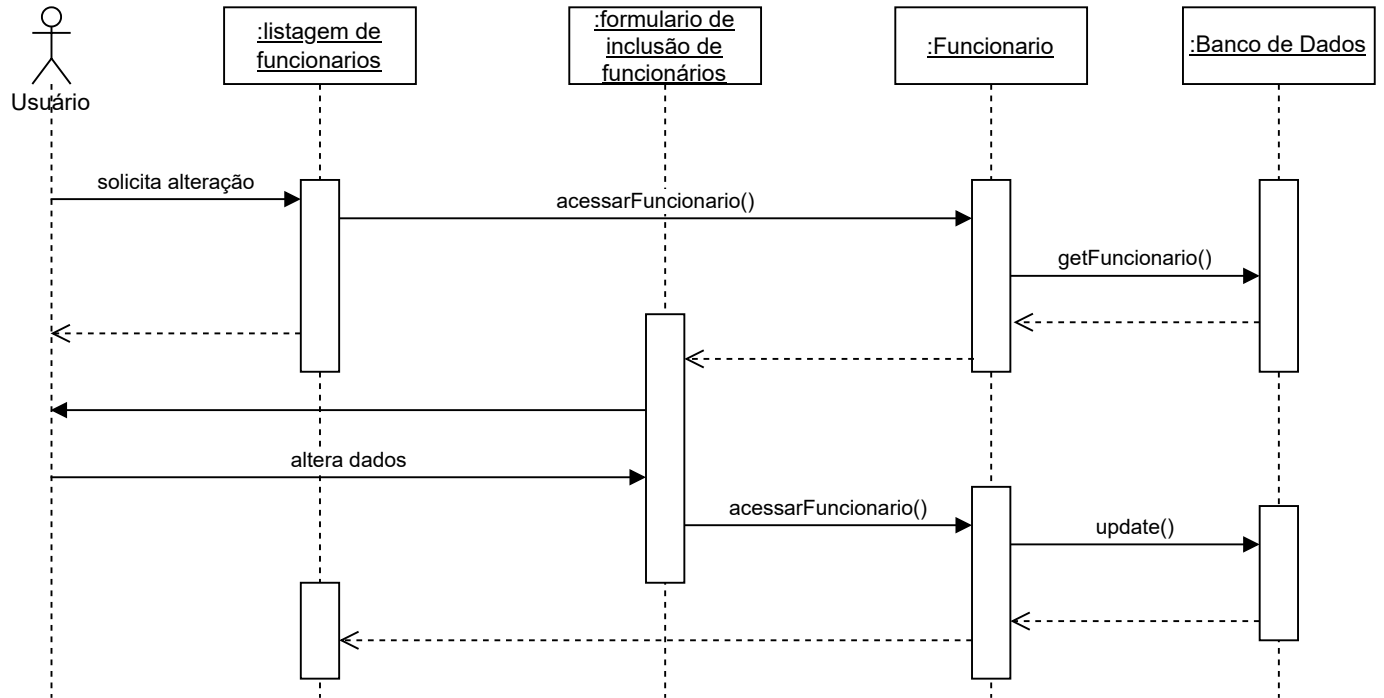 :listagem de
funcionarios
:formulario de
inclusão de
funcionários
:Funcionario
:Banco de Dados
Usuário
solicita alteração
acessarFuncionario()
getFuncionario()
altera dados
acessarFuncionario()
update()